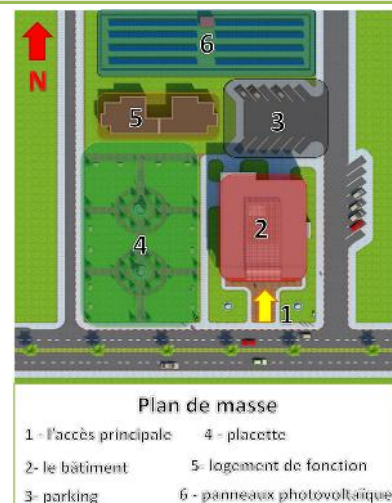 N
6
5
3
2
4
1
Plan de masse
1 - l'accès principale 4 - placette
2- le bâtiment 5- logement de fonction
3- parking 6 - panneaux photovoltaïque